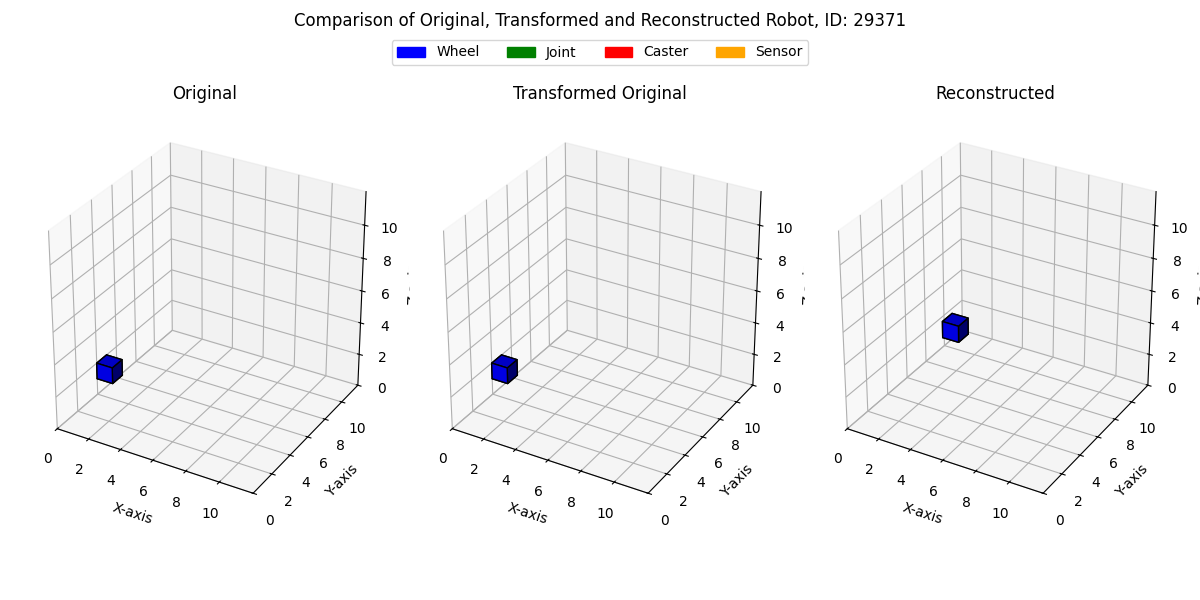 Comparison of Original, Transformed and Reconstructed Robot, ID: 29371
Wheel Joint Caster Sensor
Original
0 2 4 6 8 10
X-axis
0 2 4 6 8 10
Y-axis
0 2 4 6 8 10
Transformed Original
0 2 4 6 8 10
X-axis
0 2 4 6 8 10
Y-axis
0 2 4 6 8 10
Reconstructed
0 2 4 6 8 10
X-axis
0 2 4 6 8 10
Y-axis
0 2 4 6 8 10